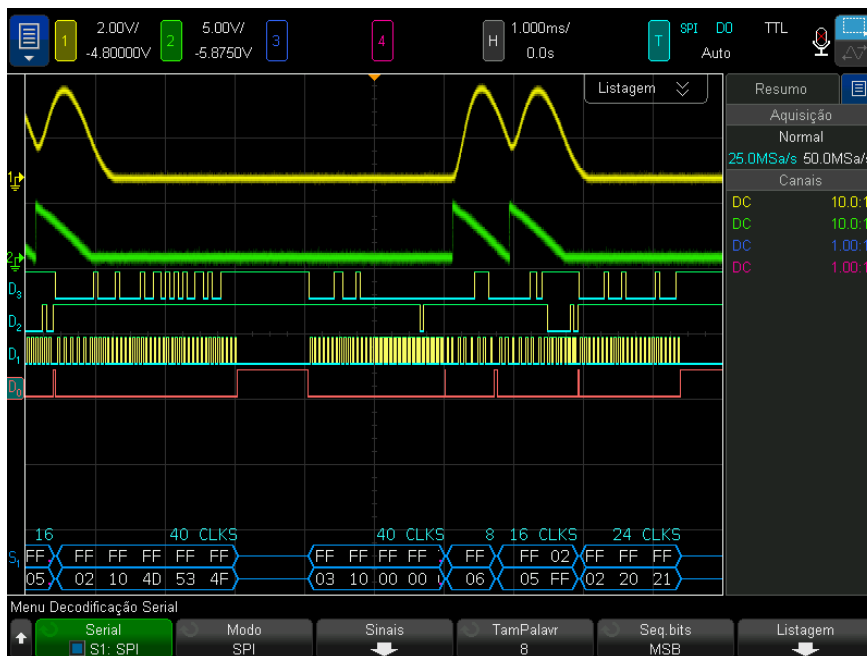 1 2.00V/ -4.80000V 2 5.00V/ -5.8750V 3 4 H 1.000ms/ 0.0s T SPI D0 TTL Auto
Listagem
Resumo
Aquisição
Normal
25.0MSa/s 50.0MSa/s
Canais
DC 10.0:1
DC 10.0:1
DC 1.00:1
DC 1.00:1
1
2
D3
D2
D1
D0
16 40 CLKS 40 CLKS 8 16 CLKS 24 CLKS
S1 FF FF FF FF FF FF FF FF FF FF FF FF 02 FF FF FF
05 02 10 4D 53 4F 03 10 00 00 06 05 FF 02 20 21
Menu Decodificação Serial
Serial
S1: SPI
Modo
SPI
Sinais
TamPalavr
8
Seq.bits
MSB
Listagem